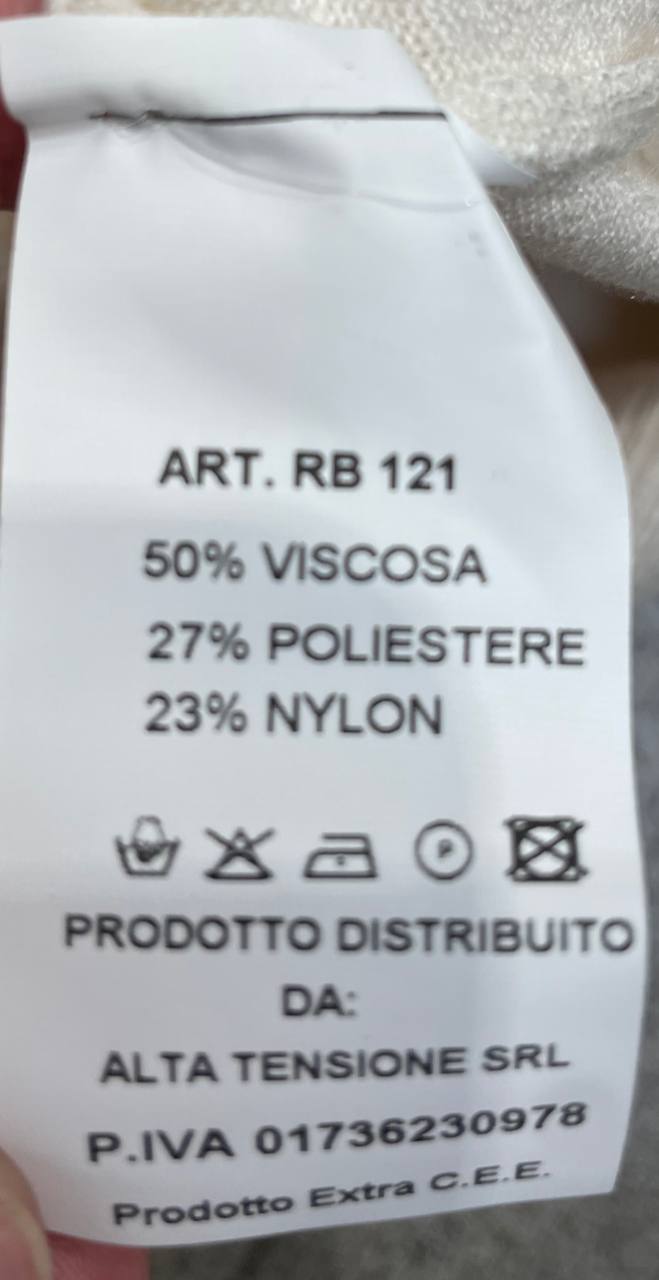 ART. RB 121
50% VISCOSA
27% POLIESTERE
23% NYLON
P
PRODOTTO DISTRIBUITO
DA:
ALTA TENSIONE SRL
P.IVA 01736230978
Prodotto Extra C.E.E.